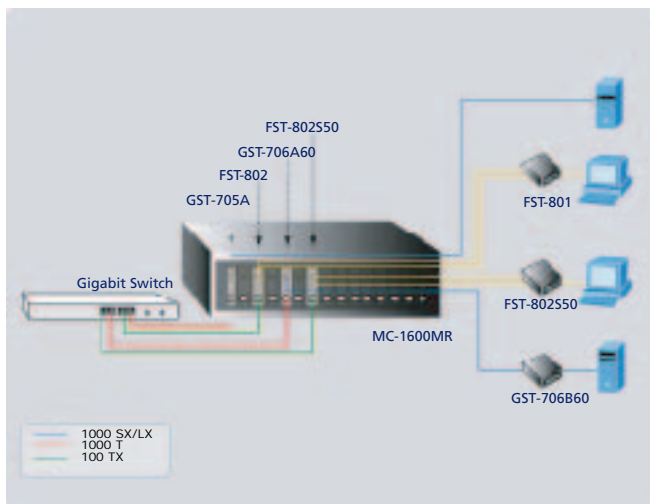 FST-802S50
GST-706A60
FST-802
GST-705A
FST-801
Gigabit Switch
FST-802S50
MC-1600MR
GST-706B60
1000 SX/LX
1000 T
100 TX